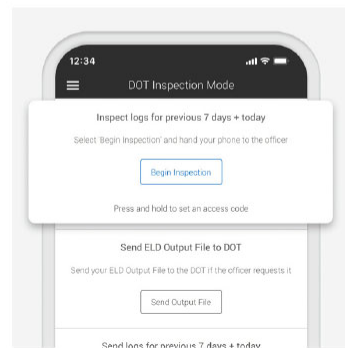 12:34
DOT Inspection Mode
Inspect logs for previous 7 days + today
Select 'Begin Inspection' and hand your phone to the officer
Begin Inspection
Press and hold to set an access code
Send ELD Output File to DOT
Send your ELD Output File to the DOT if the officer requests it
Send Output File
Send logs for previous 7 days + today